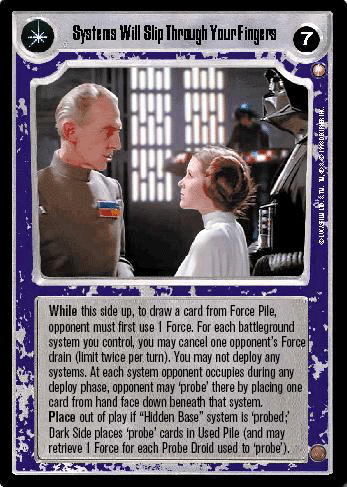 Systems Will Slip Through Your Fingers
7
While this side up, to draw a card from Force Pile,
opponent must first use 1 Force. For each battleground
system you control, you may cancel one opponent's Force
drain (limit twice per turn). You may not deploy any
systems. At each system opponent occupies during any
deploy phase, opponent may 'probe' there by placing one
card from hand face down beneath that system.
Place out of play if "Hidden Base" system is 'probed;'
Dark Side places 'probe' cards in Used Pile (and may
retrieve 1 Force for each Probe Droid used to 'probe').